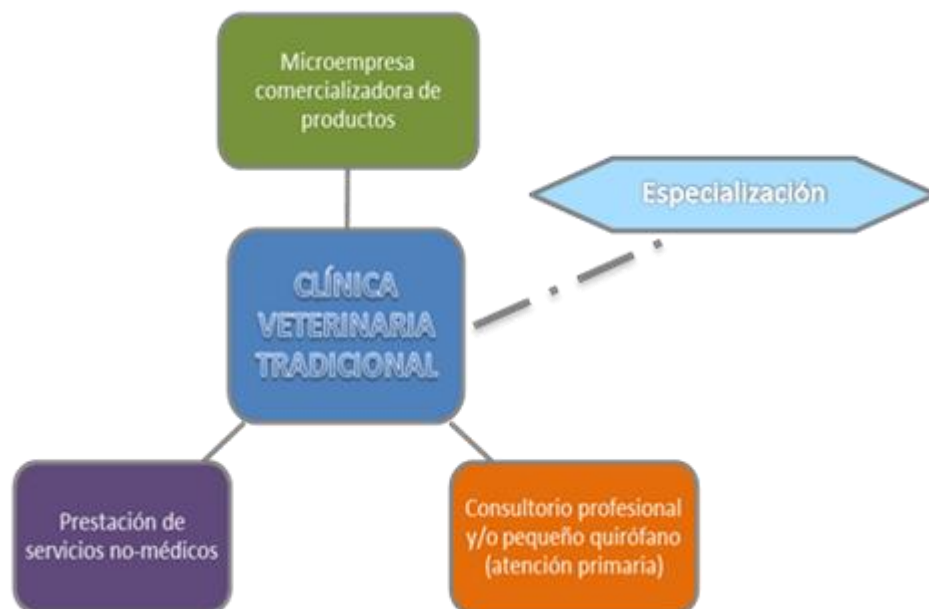 Microempresa
comercializadora de
productos
Especialización
CLÍNICA
VETERINARIA
TRADICIONAL
Prestación de
servicios no-médicos
Consultorio profesional
y/o pequeño quirófano
(atención primaria)